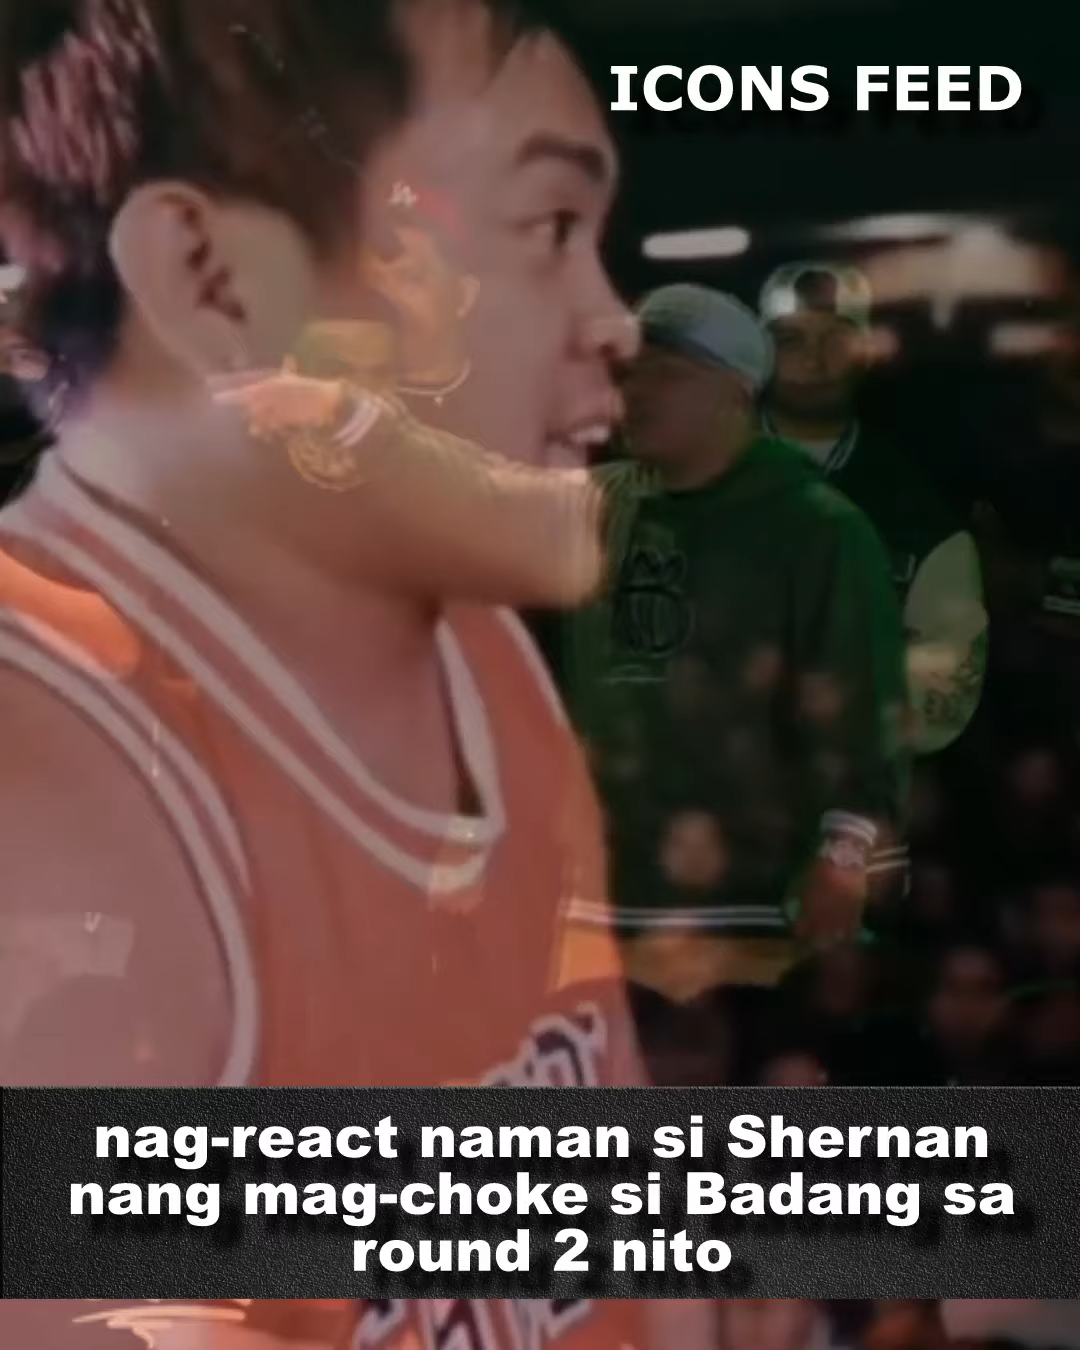 ICONS FEED
nag-react naman si Shernan
nang mag-choke si Badang sa
round 2 nito